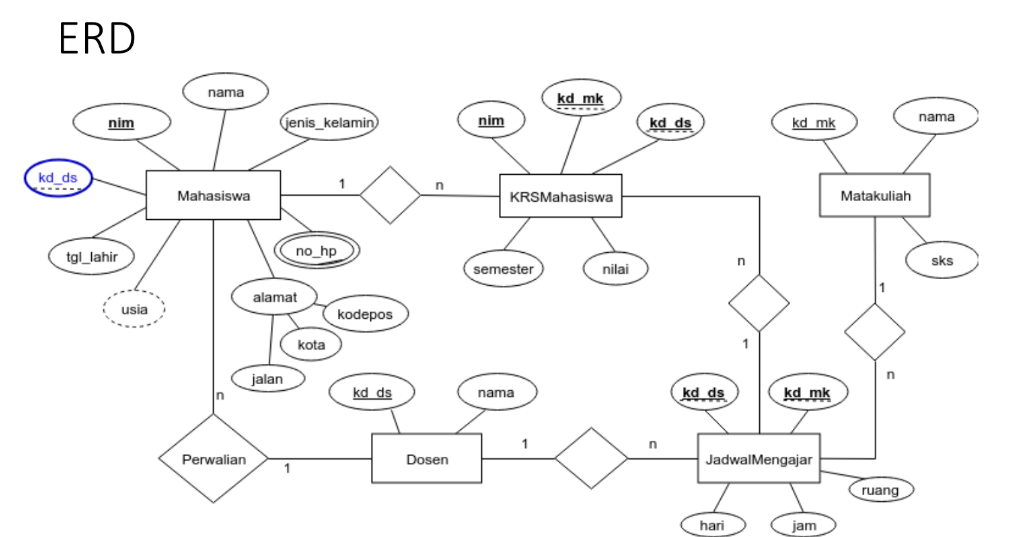 ERD
nama
nim
jenis_kelamin
kd_ds
Mahasiswa
tgl_lahir
usia
no_hp
alamat
kodepos
kota
jalan
1
n
nim
kd_mk
kd_ds
KRSMahasiswa
semester
nilai
kd_mk
nama
Matakuliah
sks
n
1
1
n
n
Perwalian
1
kd_ds
nama
Dosen
1
n
kd_ds
kd_mk
JadwalMengajar
ruang
hari
jam